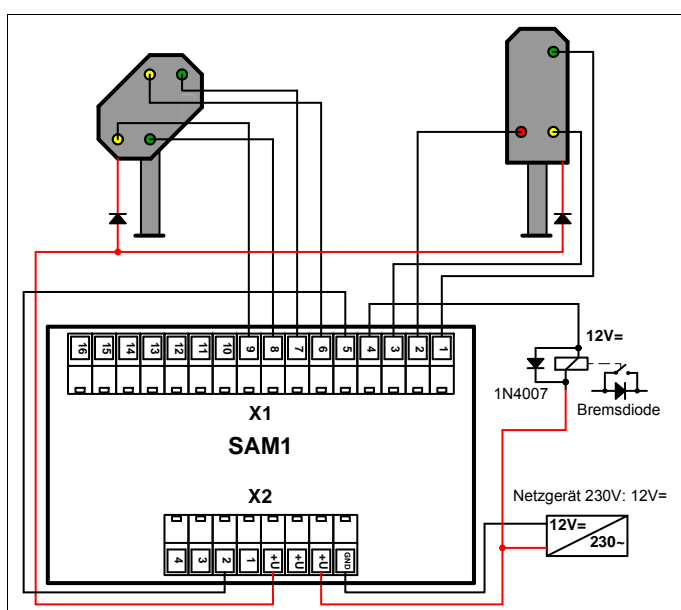 12V=
1N4007
Bremsdiode
16 15 14 13 12 11 10 9 8 7 6 5 4 3 2 1
X1
SAM1
X2
4 3 2 1 +U +U +U GND
Netzgerät 230V: 12V=
12V=
230~